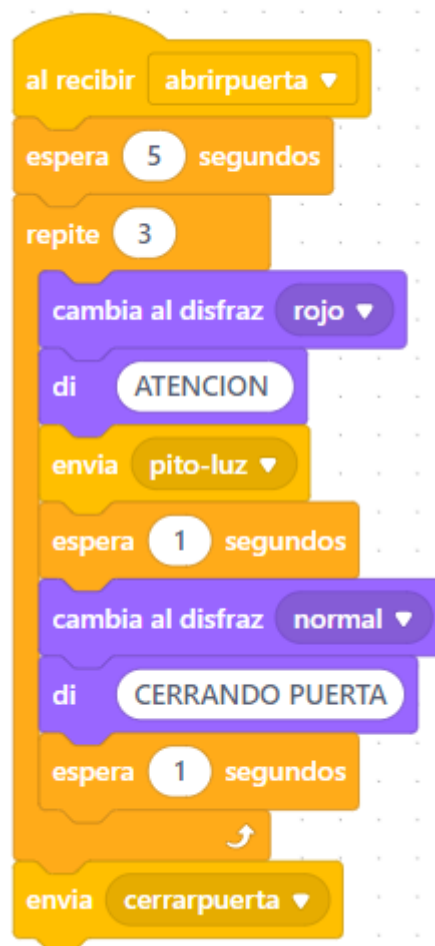 al recibir abrirpuerta
espera 5 segundos
repite 3
cambia al disfraz rojo
di ATENCION
envia pito-luz
espera 1 segundos
cambia al disfraz normal
di CERRANDO PUERTA
espera 1 segundos
envia cerrarpuerta